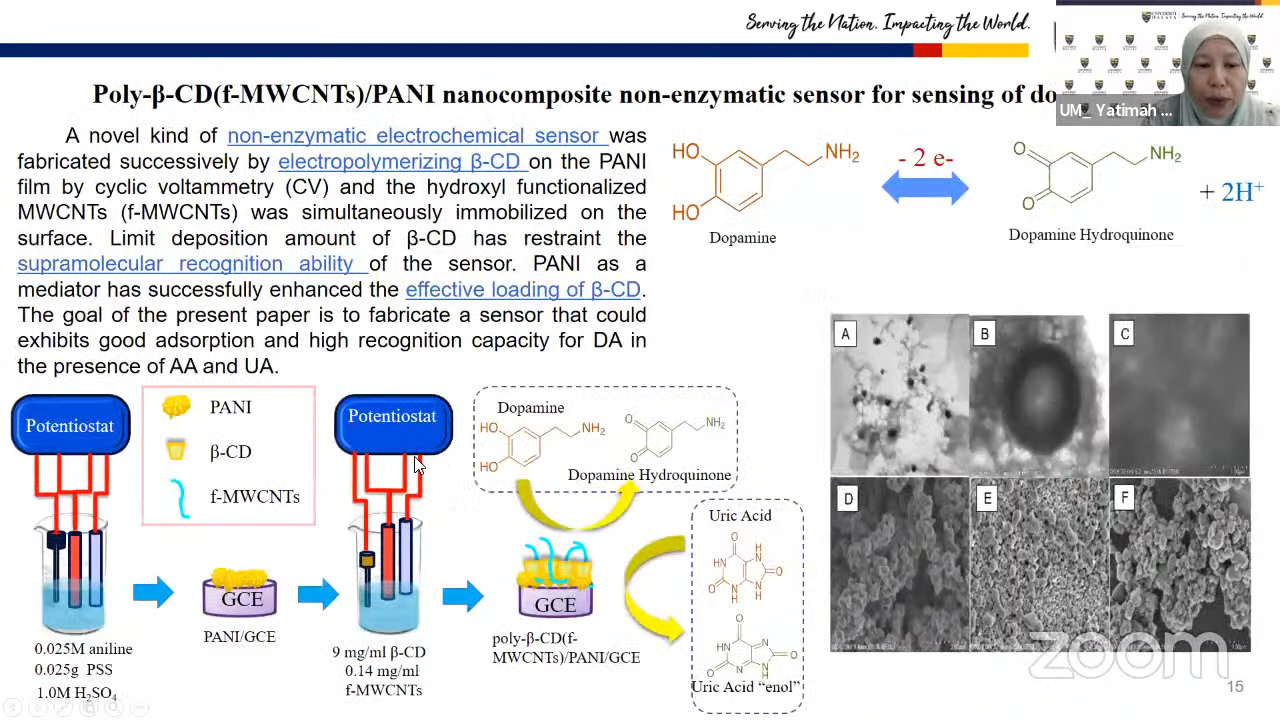 Serving the Nation. Impacting the World.
Poly-β-CD(f-MWCNTs)/PANI nanocomposite non-enzymatic sensor for sensing of do
UM_ Yatimah ...
A novel kind of non-enzymatic electrochemical sensor was
fabricated successively by electropolymerizing β-CD on the PANI
film by cyclic voltammetry (CV) and the hydroxyl functionalized
MWCNTs (f-MWCNTs) was simultaneously immobilized on the
surface. Limit deposition amount of β-CD has restraint the
supramolecular recognition ability of the sensor. PANI as a
mediator has successfully enhanced the effective loading of β-CD.
The goal of the present paper is to fabricate a sensor that could
exhibits good adsorption and high recognition capacity for DA in
the presence of AA and UA.
HO
HO
NH₂
Dopamine
- 2 e-
O
O
NH₂
Dopamine Hydroquinone
+ 2H⁺
Potentiostat
PANI
β-CD
f-MWCNTs
Potentiostat
Dopamine
HO
HO
NH₂
O
O
NH₂
Dopamine Hydroquinone
Uric Acid
O
H
HN
N
O
O
N
H
N
H
O
HN
N
O
O
N
N
H
Uric Acid “enol”
GCE
PANI/GCE
GCE
poly-β-CD(f-
MWCNTs)/PANI/GCE
0.025M aniline
0.025g PSS
1.0M H₂SO₄
9 mg/ml β-CD
0.14 mg/ml
f-MWCNTs
A
B
C
D
E
F
zoom
15